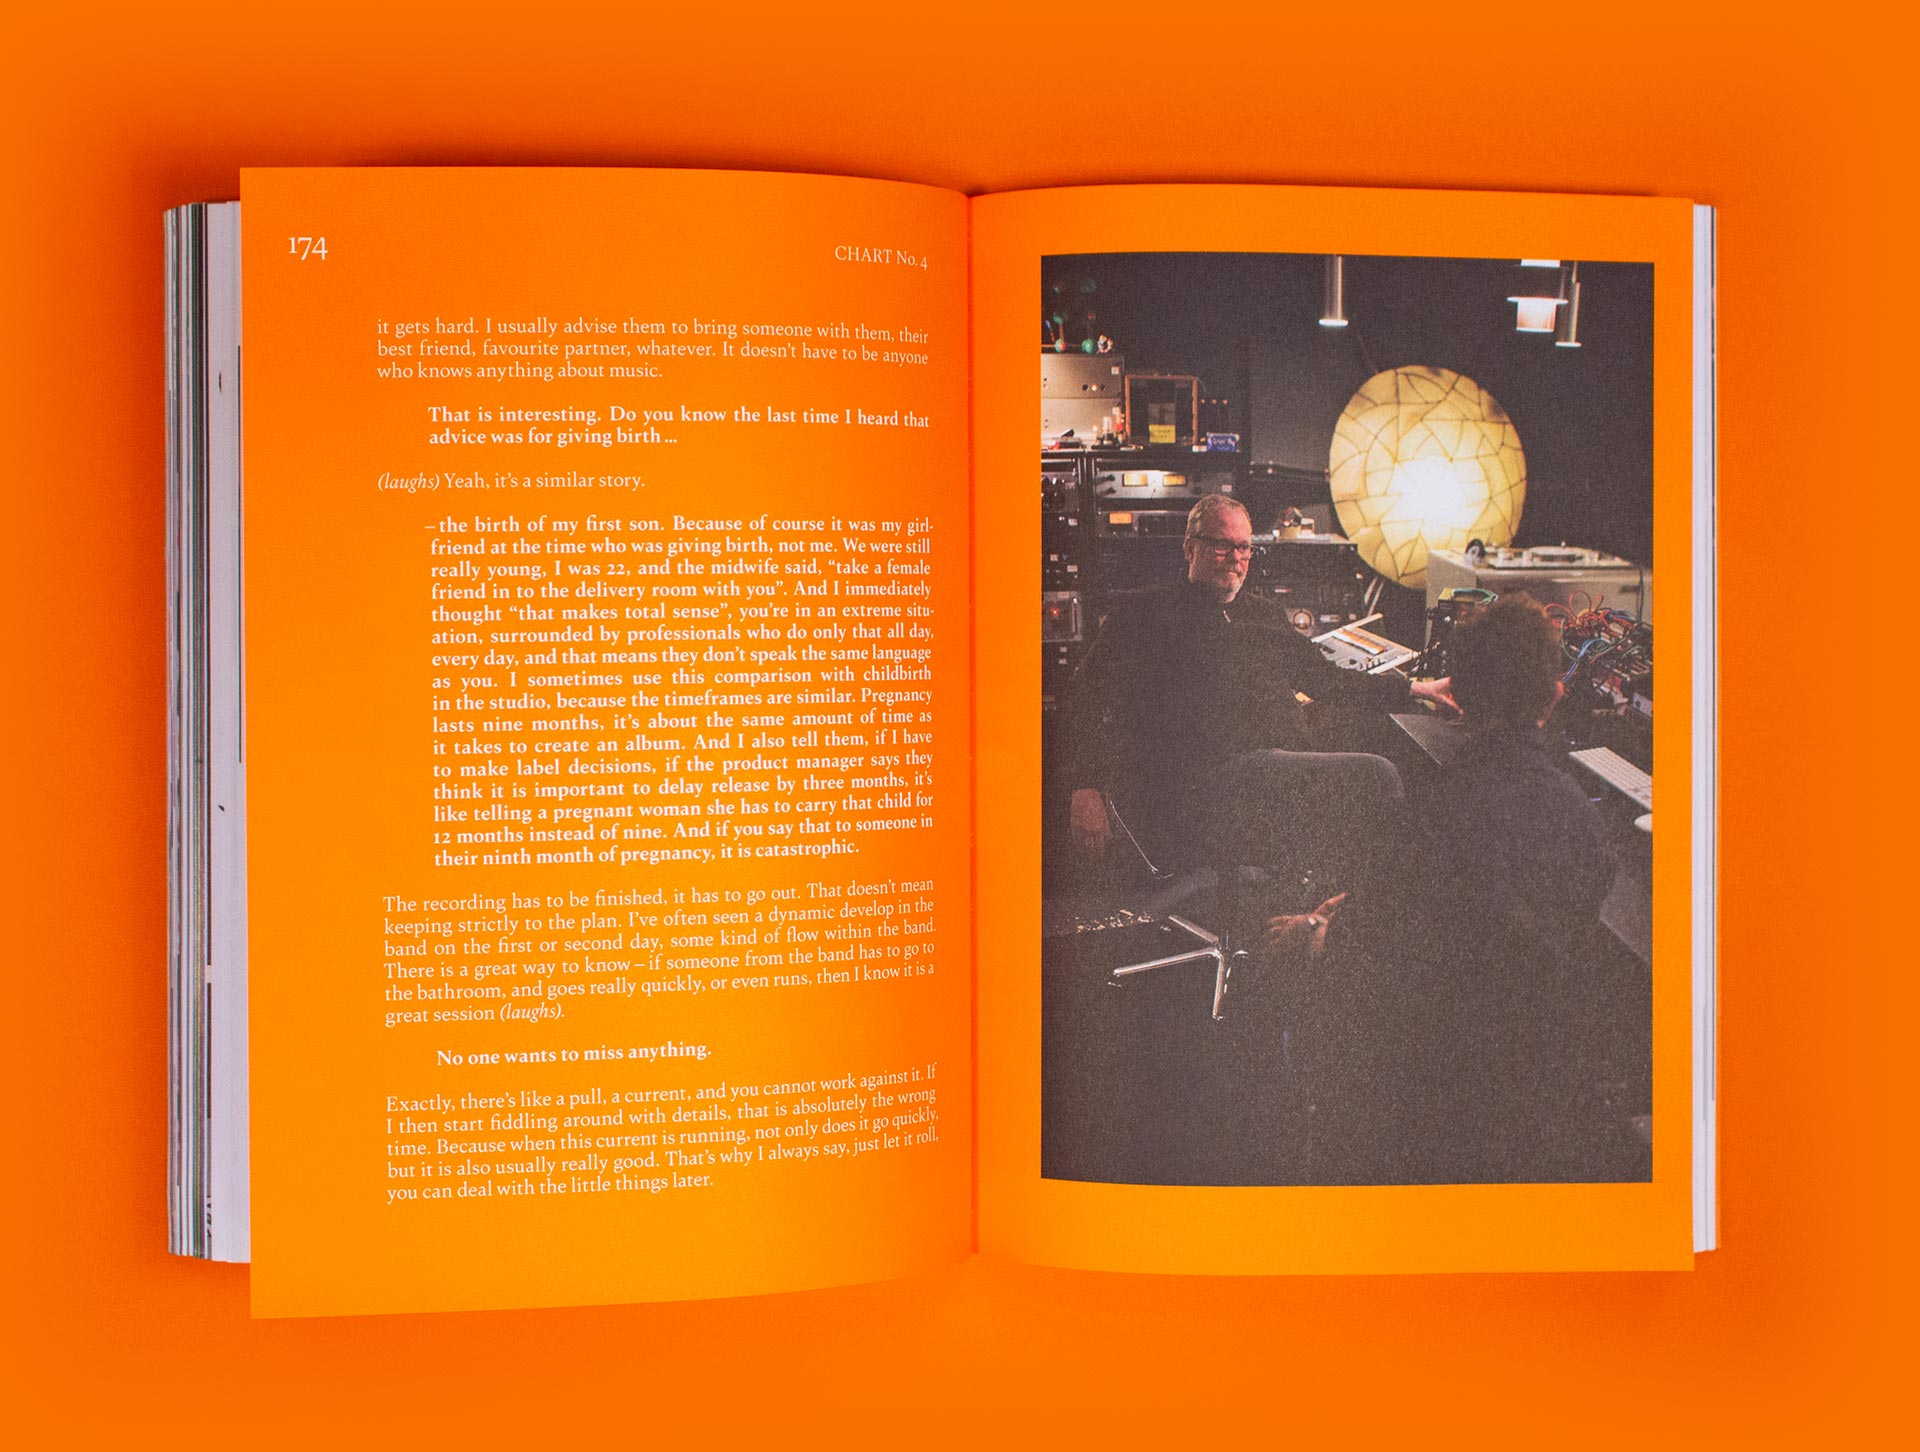 174
CHART No. 4
it gets hard. I usually advise them to bring someone with them, their
best friend, favourite partner, whatever. It doesn't have to be anyone
who knows anything about music.
That is interesting. Do you know the last time I heard that
advice was for giving birth ...
(laughs) Yeah, it's a similar story.
– the birth of my first son. Because of course it was my girl-
friend at the time who was giving birth, not me. We were still
really young, I was 22, and the midwife said, “take a female
friend in to the delivery room with you”. And I immediately
thought “that makes total sense”, you're in an extreme situ-
ation, surrounded by professionals who do only that all day,
every day, and that means they don't speak the same language
as you. I sometimes use this comparison with childbirth
in the studio, because the timeframes are similar. Pregnancy
lasts nine months, it's about the same amount of time as
it takes to create an album. And I also tell them, if I have
to make label decisions, if the product manager says they
think it is important to delay release by three months, it's
like telling a pregnant woman she has to carry that child for
12 months instead of nine. And if you say that to someone in
their ninth month of pregnancy, it is catastrophic.
The recording has to be finished, it has to go out. That doesn't mean
keeping strictly to the plan. I've often seen a dynamic develop in the
band on the first or second day, some kind of flow within the band.
There is a great way to know – if someone from the band has to go to
the bathroom, and goes really quickly, or even runs, then I know it is a
great session (laughs).
No one wants to miss anything.
Exactly, there's like a pull, a current, and you cannot work against it. If
I then start fiddling around with details, that is absolutely the wrong
time. Because when this current is running, not only does it go quickly,
but it is also usually really good. That's why I always say, just let it roll,
you can deal with the little things later.